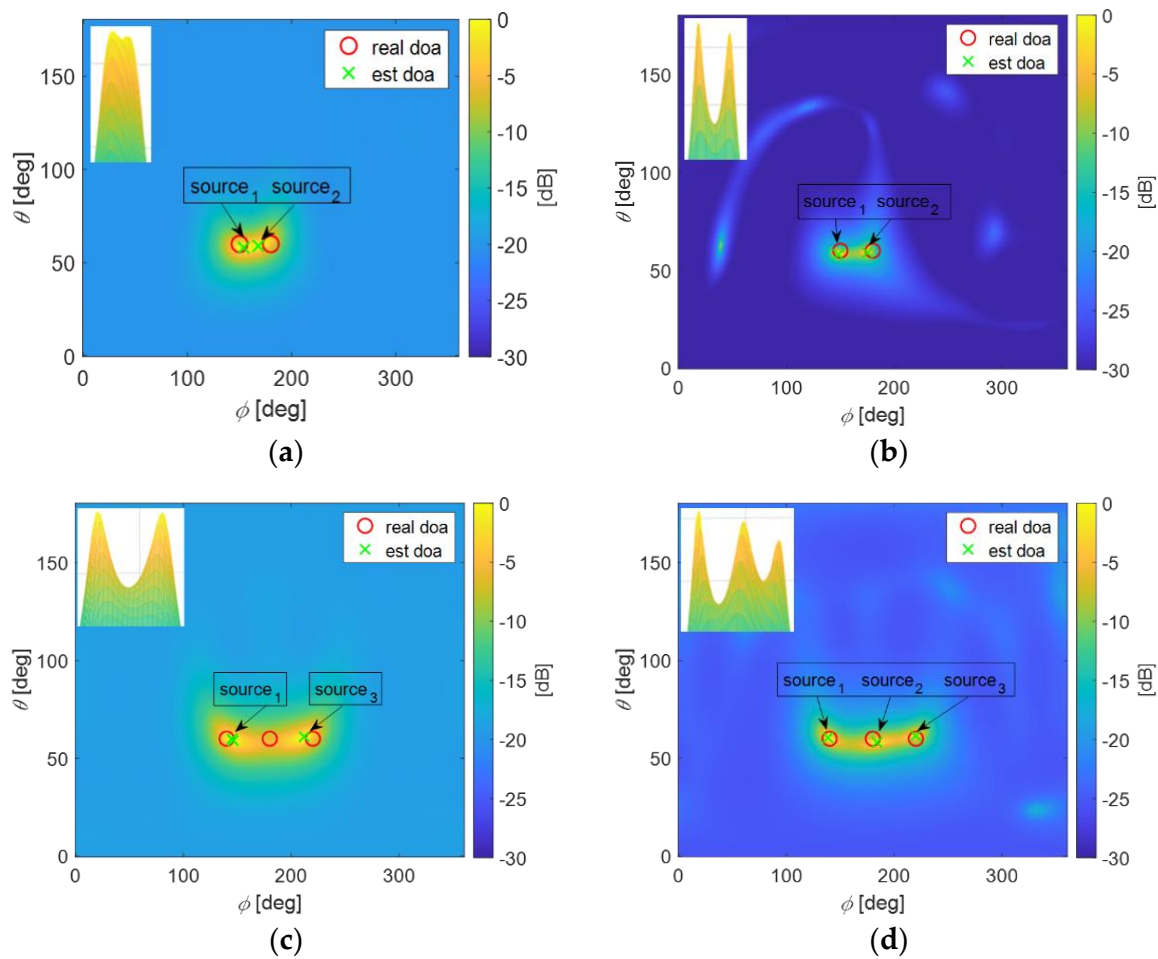 real doa
est doa
source1 source2
θ [deg]
150
100
50
0
0 100 200 300
ϕ [deg]
0
-5
-10
-15
-20
-25
-30
[dB]
(a)
real doa
est doa
source1 source2
θ [deg]
150
100
50
0
0 100 200 300
ϕ [deg]
0
-5
-10
-15
-20
-25
-30
[dB]
(b)
real doa
est doa
source1 source3
θ [deg]
150
100
50
0
0 100 200 300
ϕ [deg]
0
-5
-10
-15
-20
-25
-30
[dB]
(c)
real doa
est doa
source1 source2 source3
θ [deg]
150
100
50
0
0 100 200 300
ϕ [deg]
0
-5
-10
-15
-20
-25
-30
[dB]
(d)